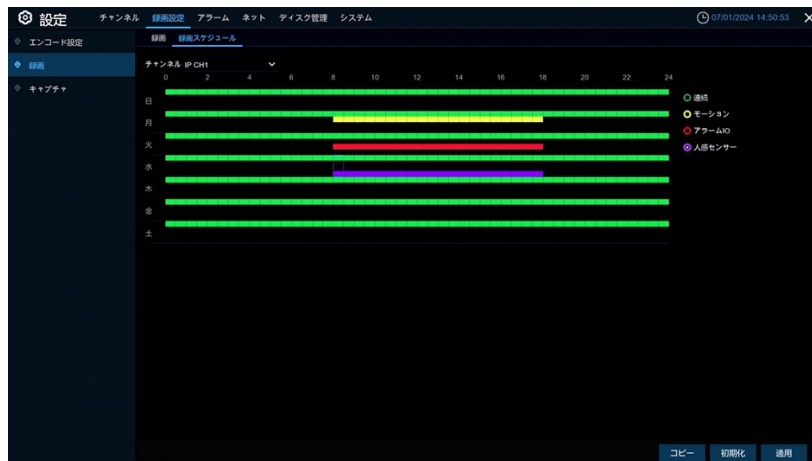 設定 チャンネル 録画設定 アラーム ネット ディスク管理 システム 07/01/2024 14:50:53
エンコード設定 録画 録画スケジュール
録画
キャプチャ
チャンネル IP CH1
0 2 4 6 8 10 12 14 16 18 20 22 24
日
月
火
水
木
金
土
連続
モーション
アラームIO
人感センサー
コピー 初期化 適用